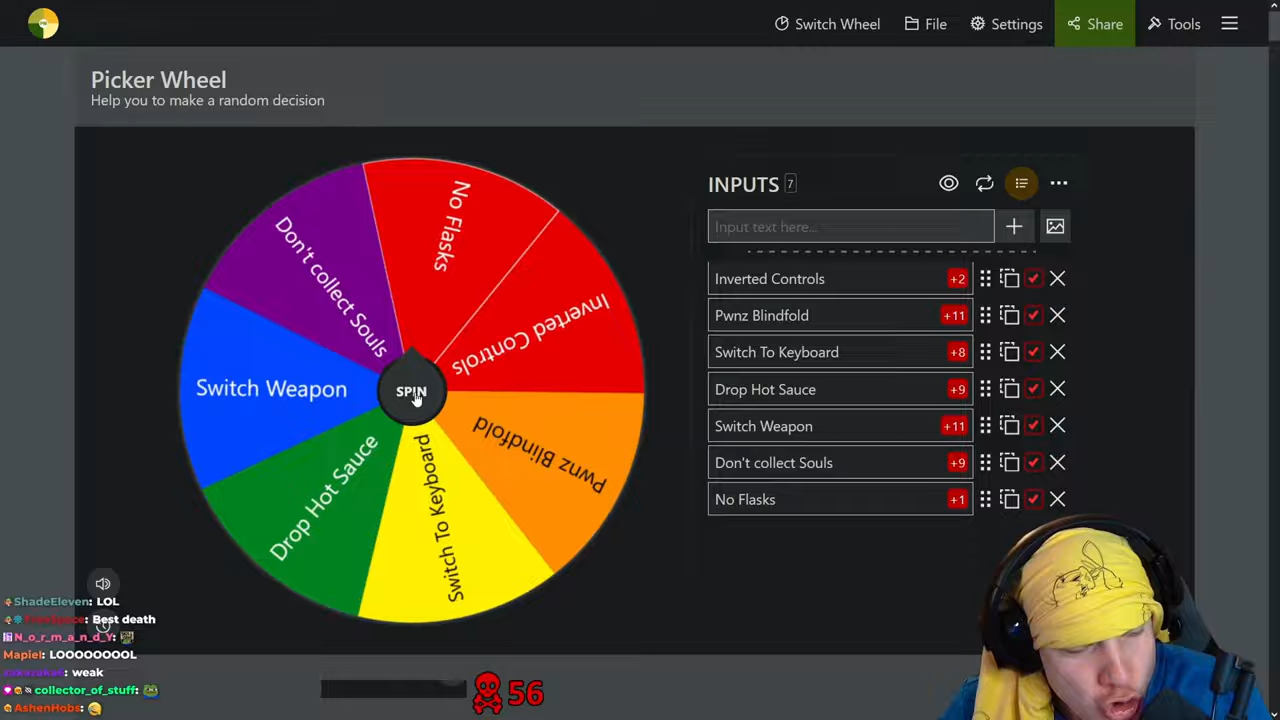 Switch Wheel
File
Settings
Share
Tools
Picker Wheel
Help you to make a random decision
INPUTS 7
Input text here...
Inverted Controls +2
Pwnz Blindfold +11
Switch To Keyboard +8
Drop Hot Sauce +9
Switch Weapon +11
Don't collect Souls +9
No Flasks +1
No Flasks
Inverted Controls
Pwnz Blindfold
Switch To Keyboard
Drop Hot Sauce
Switch Weapon
Don't collect Souls
SPIN
ShadeEleven: LOL
Best death
N_o_r_m_a_n_d_Y:
Mapiel: LOOOOOOOL
weak
collector_of_stuff:
AshenHobs:
56